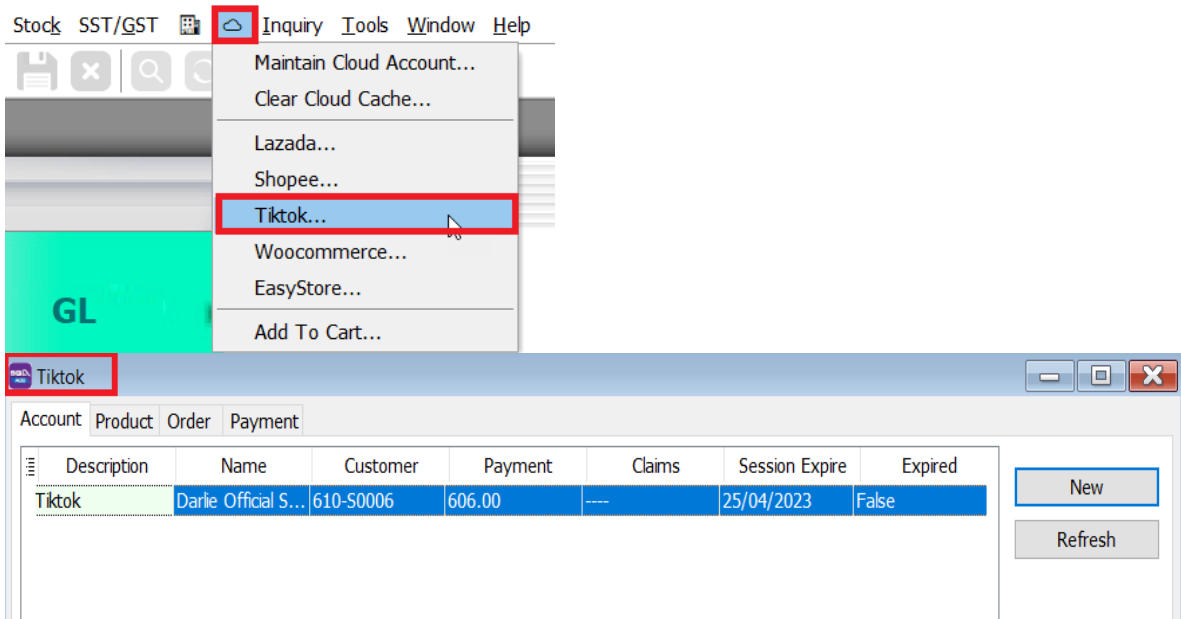 Stock SST/GST Inquiry Tools Window Help
Maintain Cloud Account...
Clear Cloud Cache...
Lazada...
Shopee...
Tiktok...
Woocommerce...
EasyStore...
GL
Add To Cart...
Tiktok
Account Product Order Payment
Description Name Customer Payment Claims Session Expire Expired
Tiktok Darlie Official S... 610-S0006 606.00 ---- 25/04/2023 False
New
Refresh